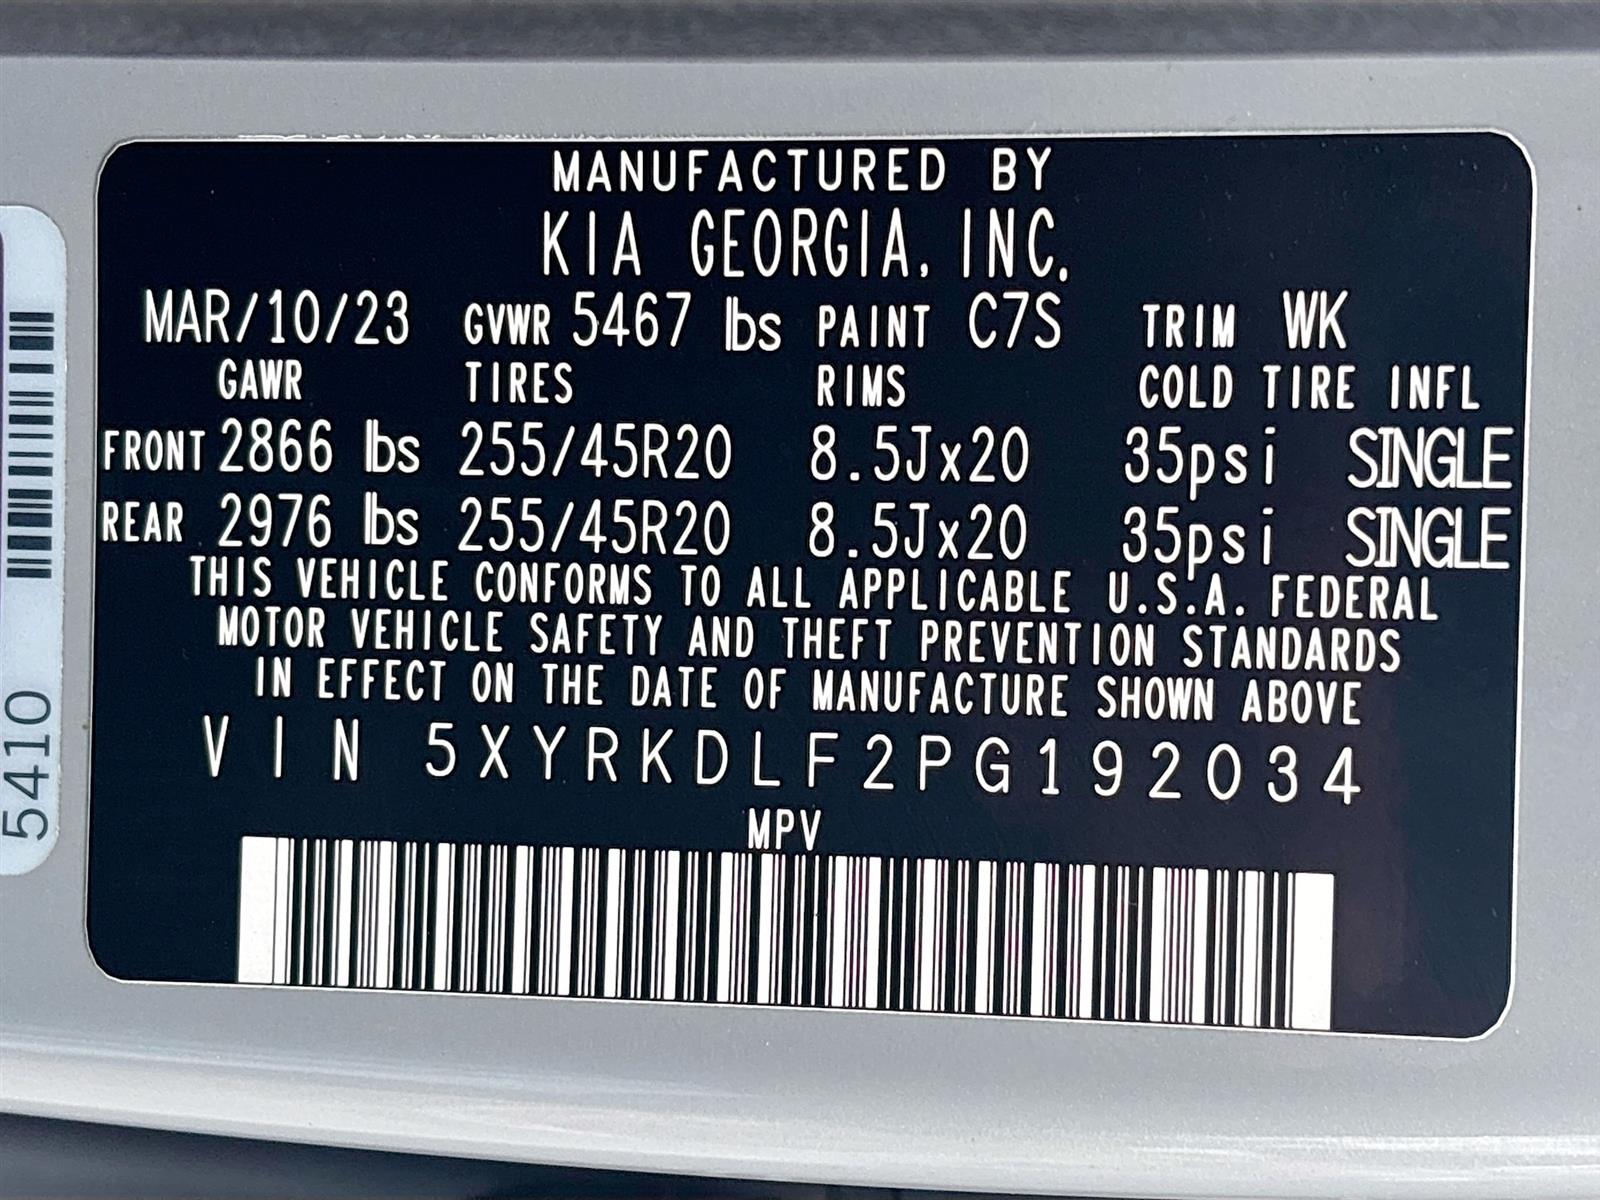 MANUFACTURED BY
KIA GEORGIA, INC.
MAR/10/23 GVWR 5467 lbs PAINT C7S TRIM WK
GAWR TIRES RIMS COLD TIRE INFL
FRONT 2866 lbs 255/45R20 8.5Jx20 35psi SINGLE
REAR 2976 lbs 255/45R20 8.5Jx20 35psi SINGLE
THIS VEHICLE CONFORMS TO ALL APPLICABLE U.S.A. FEDERAL
MOTOR VEHICLE SAFETY AND THEFT PREVENTION STANDARDS
IN EFFECT ON THE DATE OF MANUFACTURE SHOWN ABOVE
VIN 5XYRKDLF2PG192034
MPV
5410